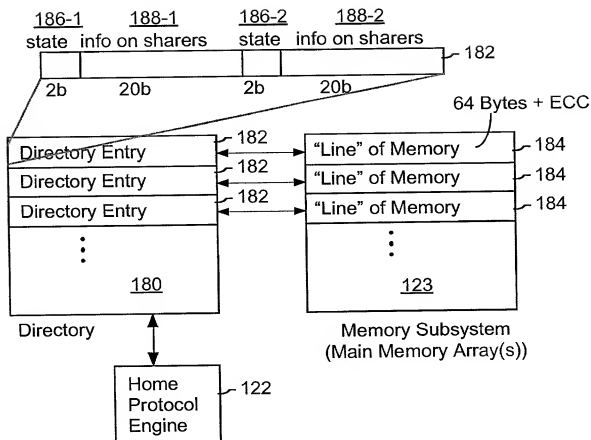 186-1 188-1 186-2 188-2
state info on sharers state info on sharers
182
2b 20b 2b 20b
64 Bytes + ECC
182
Directory Entry "Line" of Memory 184
182
Directory Entry "Line" of Memory 184
182
Directory Entry "Line" of Memory 184
180 123
Directory Memory Subsystem
(Main Memory Array(s))
Home
Protocol
Engine
122